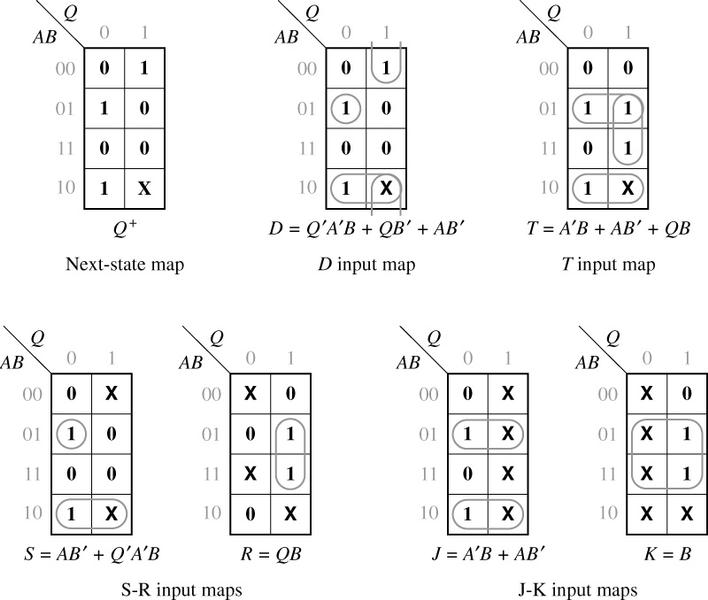 Q Q Q
AB 0 1 AB 0 1 AB 0 1
00 0 1 00 0 1 00 0 0
01 1 0 01 1 0 01 1 1
11 0 0 11 0 0 11 0 1
10 1 X 10 1 X 10 1 X
Q⁺ D = Q′A′B + QB′ + AB′ T = A′B + AB′ + QB
Next-state map D input map T input map
Q Q Q Q
AB 0 1 AB 0 1 AB 0 1 AB 0 1
00 0 X 00 X 0 00 0 X 00 X 0
01 1 0 01 0 1 01 1 X 01 X 1
11 0 0 11 X 1 11 0 X 11 X 1
10 1 X 10 0 X 10 1 X 10 X X
S = AB′ + Q′A′B R = QB J = A′B + AB′ K = B
S-R input maps J-K input maps